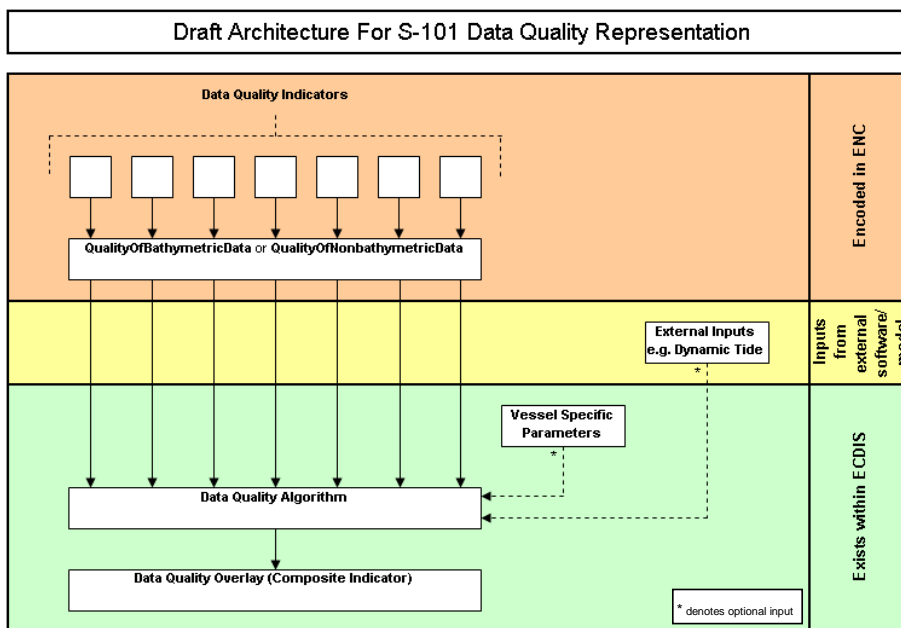 Draft Architecture For S-101 Data Quality Representation
Data Quality Indicators
QualityOfBathymetricData or QualityOfNonbathymetricData
Encoded in ENC
External Inputs
e.g. Dynamic Tide
*
Inputs
from
external
software/
model
Vessel Specific
Parameters
*
Data Quality Algorithm
Data Quality Overlay (Composite Indicator)
Exists within ECDIS
* denotes optional input